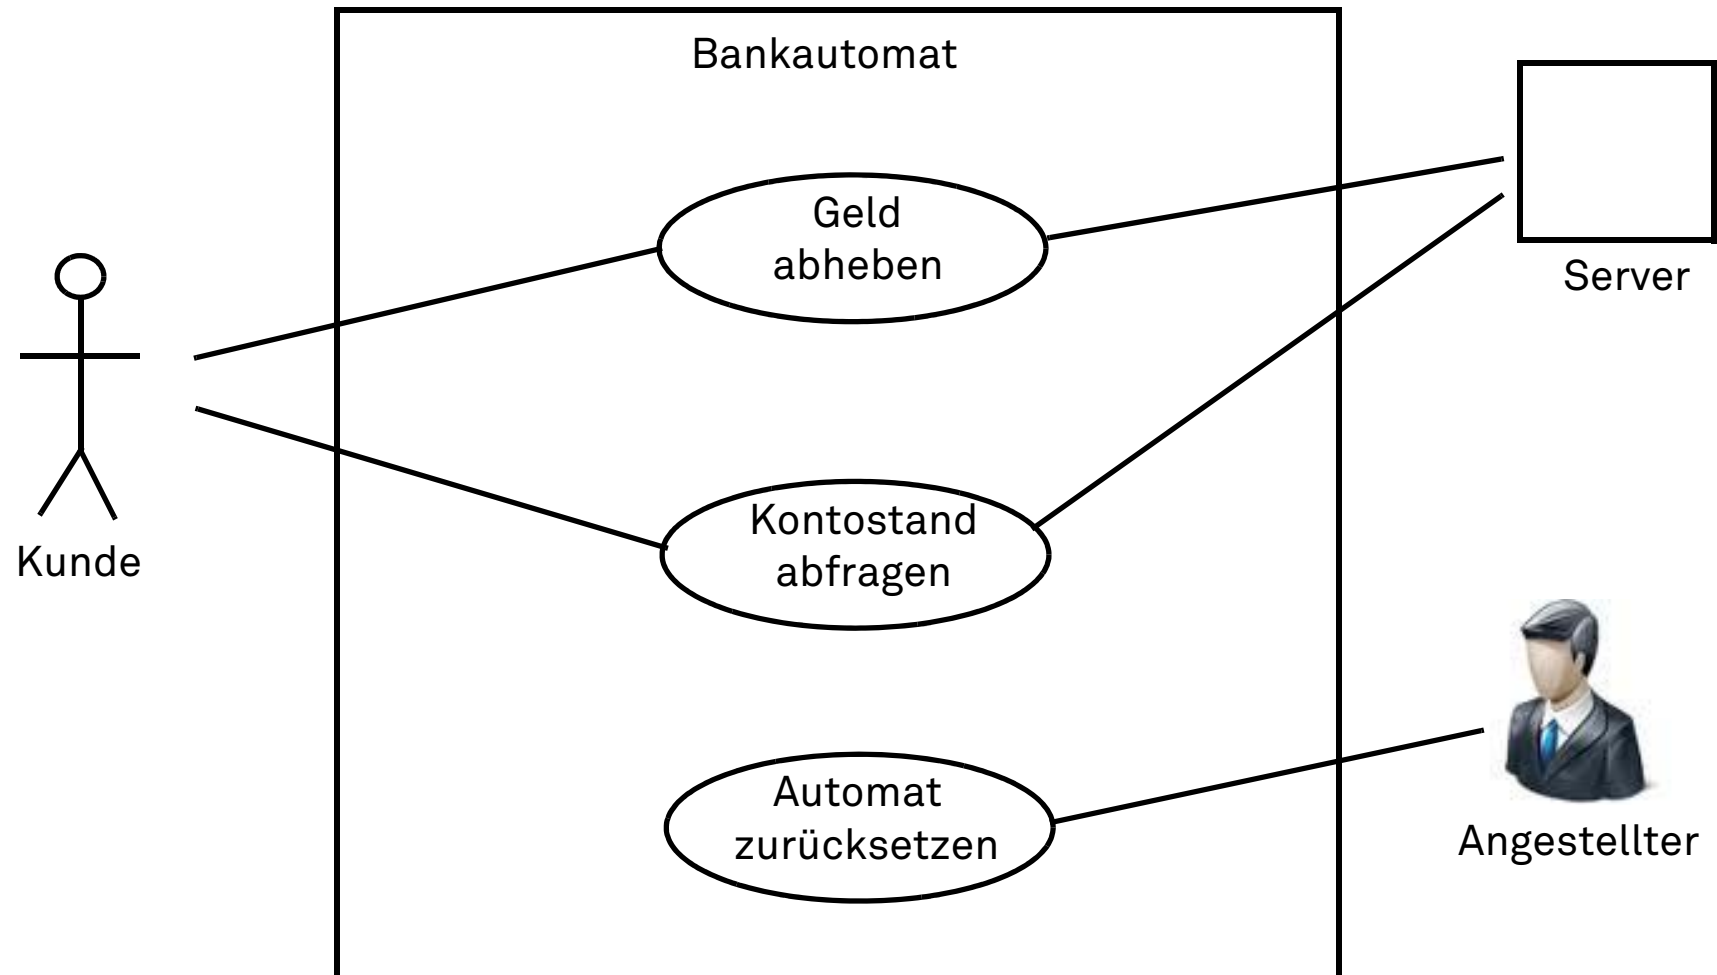 Bankautomat
Geld
abheben
Server
Kunde
Kontostand
abfragen
Automat
zurücksetzen
Angestellter